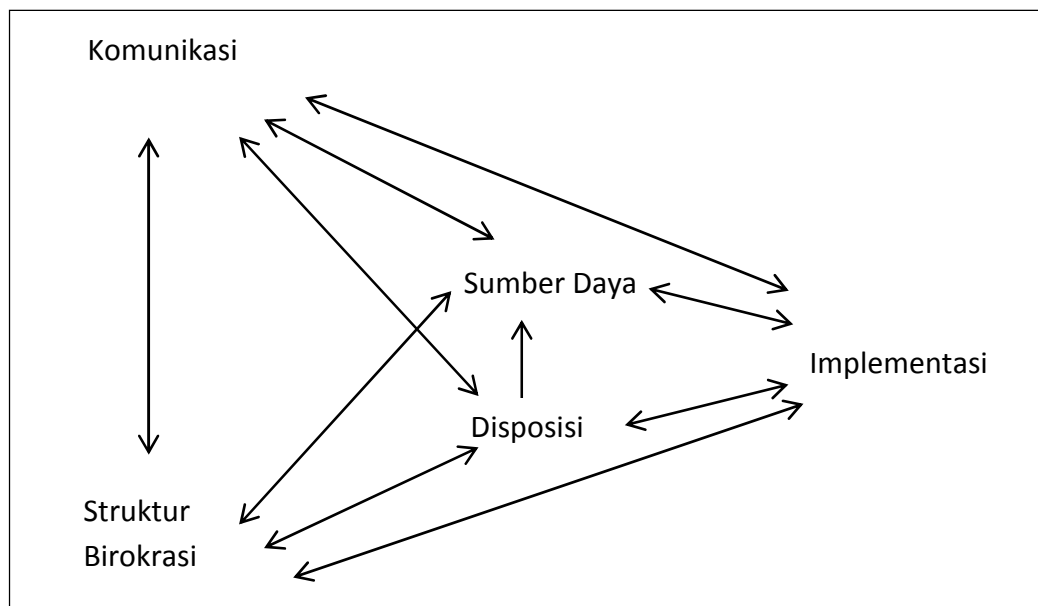 Komunikasi
Sumber Daya
Implementasi
Disposisi
Struktur
Birokrasi